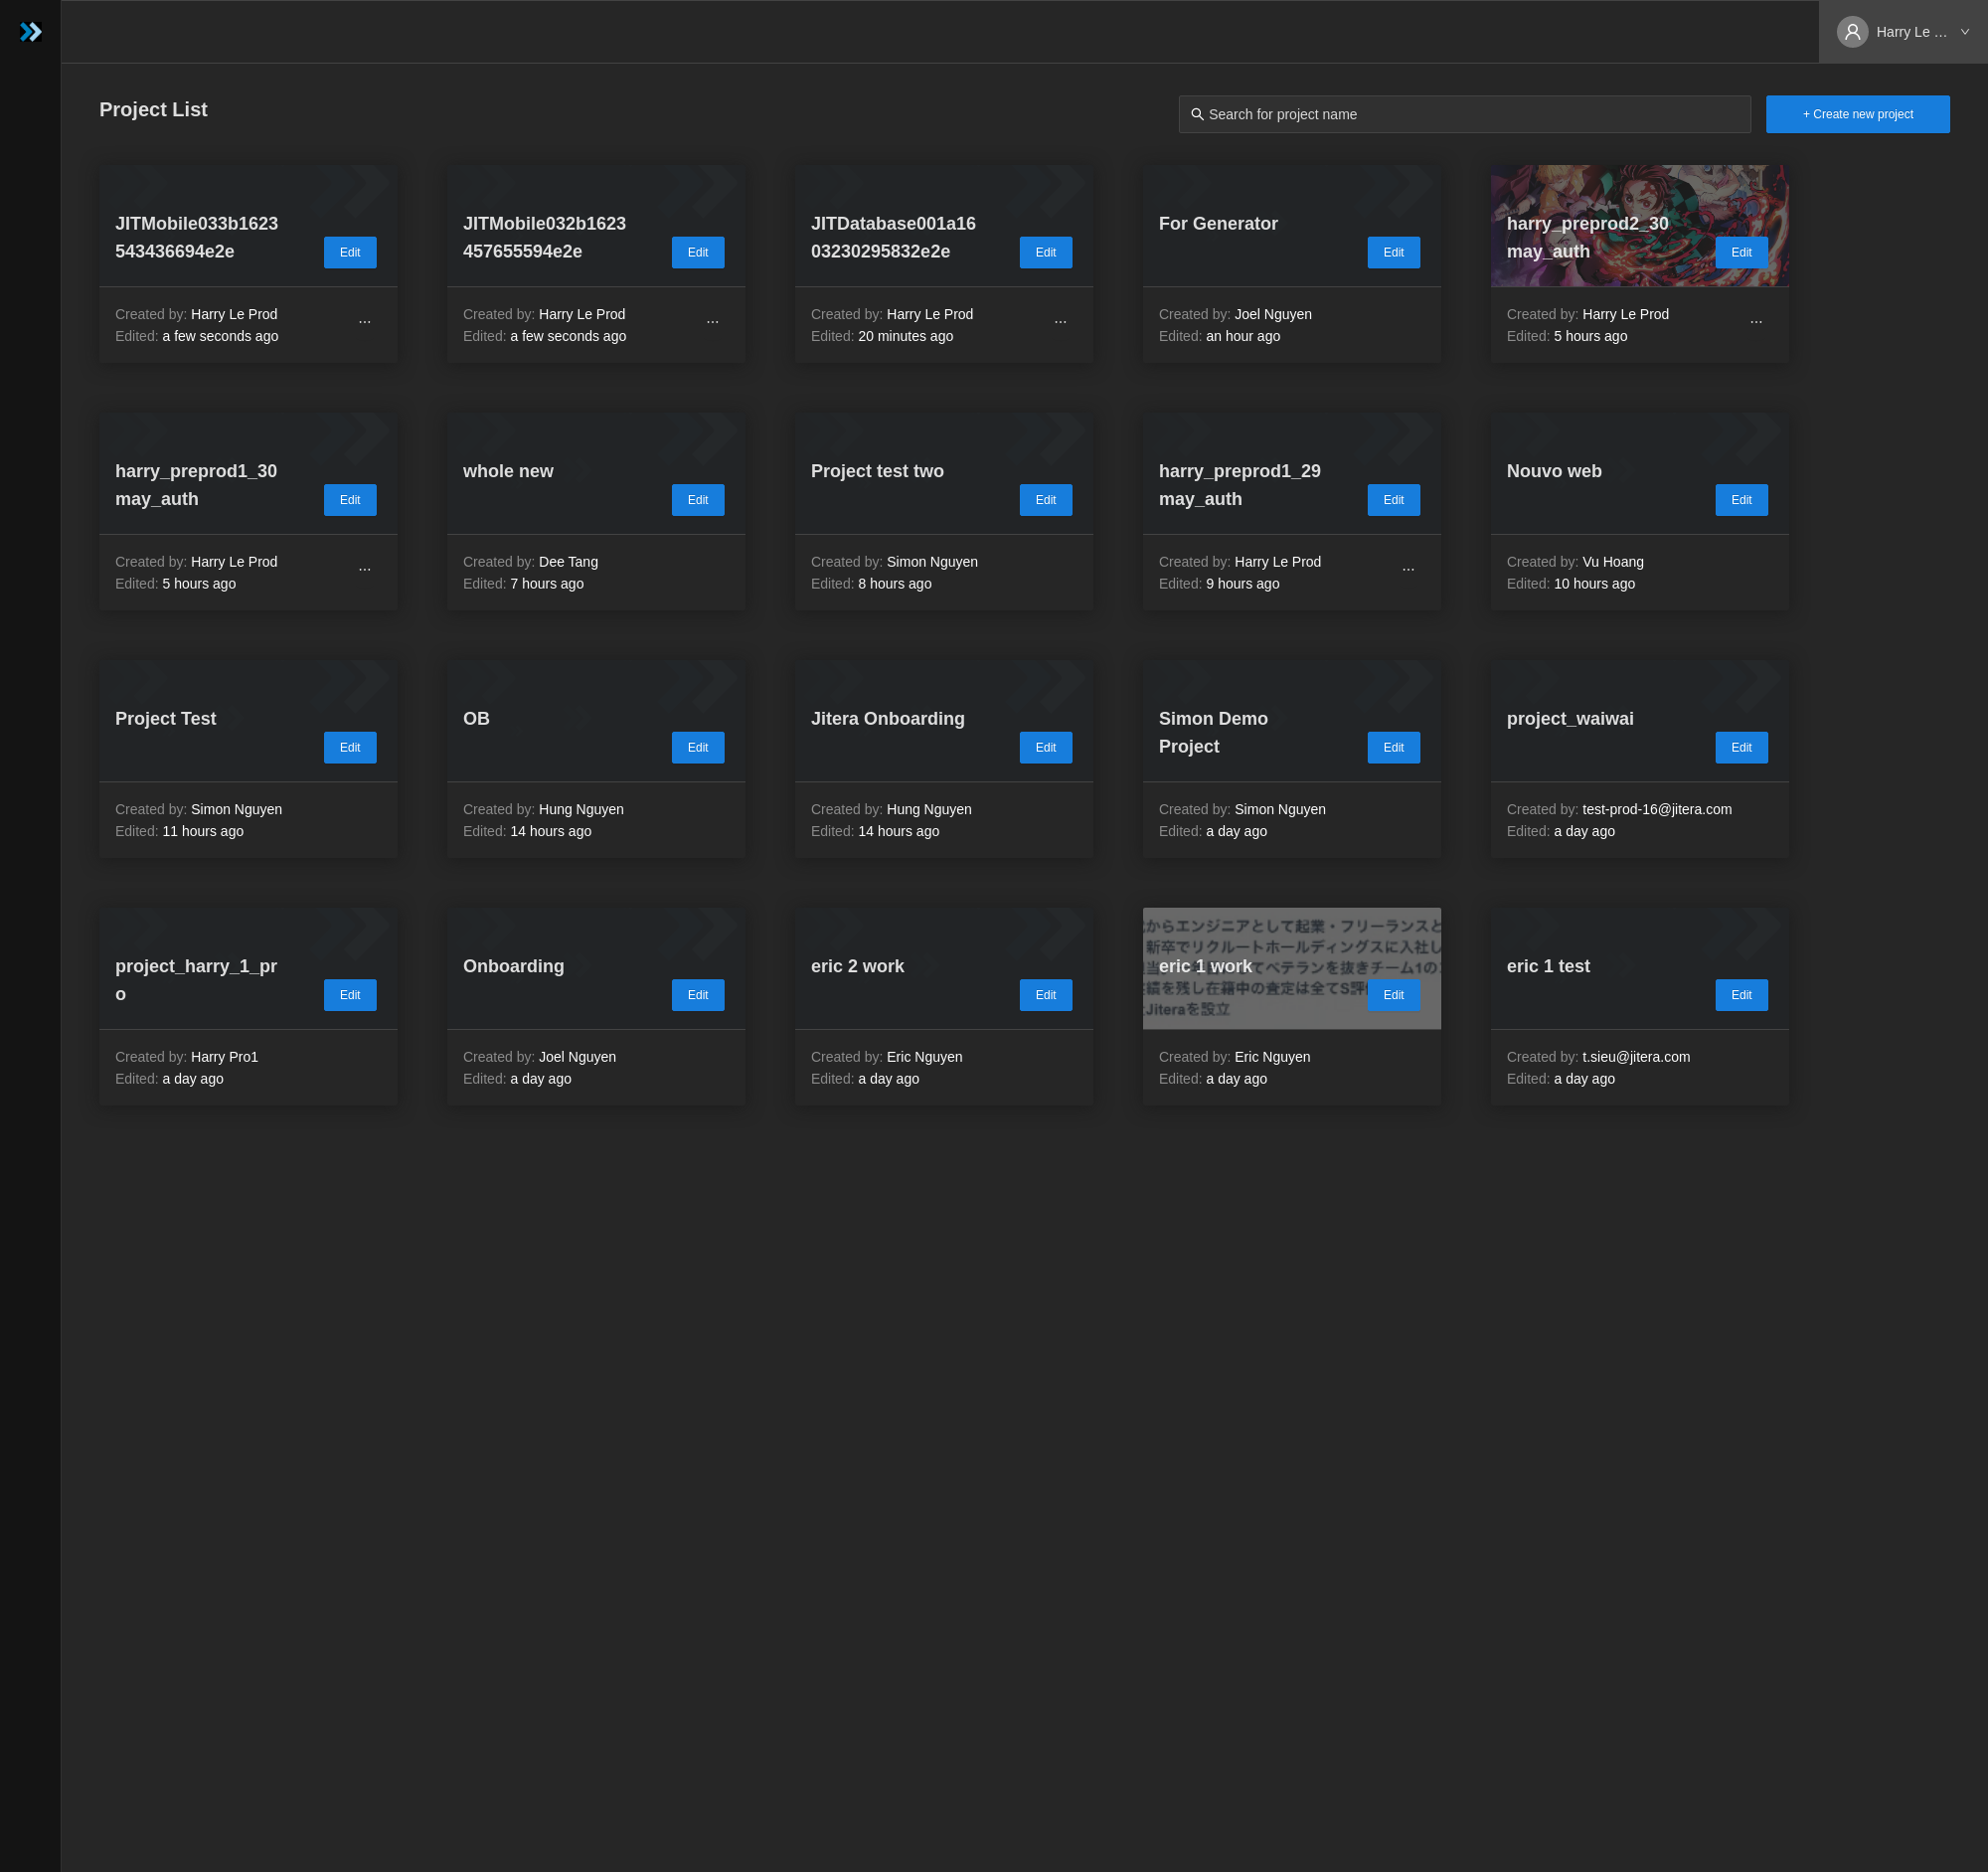 Harry Le ...
Project List
Search for project name
+ Create new project
JITMobile033b1623
543436694e2e
Edit
Created by: Harry Le Prod
Edited: a few seconds ago
...
JITMobile032b1623
457655594e2e
Edit
Created by: Harry Le Prod
Edited: a few seconds ago
...
JITDatabase001a16
03230295832e2e
Edit
Created by: Harry Le Prod
Edited: 20 minutes ago
...
For Generator
Edit
Created by: Joel Nguyen
Edited: an hour ago
harry_preprod2_30
may_auth
Edit
Created by: Harry Le Prod
Edited: 5 hours ago
...
harry_preprod1_30
may_auth
Edit
Created by: Harry Le Prod
Edited: 5 hours ago
...
whole new
Edit
Created by: Dee Tang
Edited: 7 hours ago
Project test two
Edit
Created by: Simon Nguyen
Edited: 8 hours ago
harry_preprod1_29
may_auth
Edit
Created by: Harry Le Prod
Edited: 9 hours ago
...
Nouvo web
Edit
Created by: Vu Hoang
Edited: 10 hours ago
Project Test
Edit
Created by: Simon Nguyen
Edited: 11 hours ago
OB
Edit
Created by: Hung Nguyen
Edited: 14 hours ago
Jitera Onboarding
Edit
Created by: Hung Nguyen
Edited: 14 hours ago
Simon Demo
Project
Edit
Created by: Simon Nguyen
Edited: a day ago
project_waiwai
Edit
Created by: test-prod-16@jitera.com
Edited: a day ago
project_harry_1_pr
o
Edit
Created by: Harry Pro1
Edited: a day ago
Onboarding
Edit
Created by: Joel Nguyen
Edited: a day ago
eric 2 work
Edit
Created by: Eric Nguyen
Edited: a day ago
からエンジニアとして起業・フリーランスと
新卒でリクルートホールディングスに入社し
てベテランを抜きチーム1の
eric 1 work
績を残し在籍中の査定は全てS評
Edit
Jiteraを設立
Created by: Eric Nguyen
Edited: a day ago
eric 1 test
Edit
Created by: t.sieu@jitera.com
Edited: a day ago